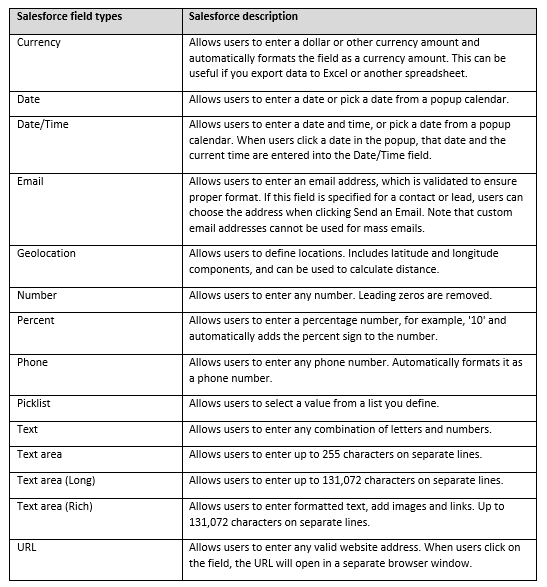 Salesforce field types Salesforce description
Currency Allows users to enter a dollar or other currency amount and
automatically formats the field as a currency amount. This can be
useful if you export data to Excel or another spreadsheet.
Date Allows users to enter a date or pick a date from a popup calendar.
Date/Time Allows users to enter a date and time, or pick a date from a popup
calendar. When users click a date in the popup, that date and the
current time are entered into the Date/Time field.
Email Allows users to enter an email address, which is validated to ensure
proper format. If this field is specified for a contact or lead, users can
choose the address when clicking Send an Email. Note that custom
email addresses cannot be used for mass emails.
Geolocation Allows users to define locations. Includes latitude and longitude
components, and can be used to calculate distance.
Number Allows users to enter any number. Leading zeros are removed.
Percent Allows users to enter a percentage number, for example, '10' and
automatically adds the percent sign to the number.
Phone Allows users to enter any phone number. Automatically formats it as
a phone number.
Picklist Allows users to select a value from a list you define.
Text Allows users to enter any combination of letters and numbers.
Text area Allows users to enter up to 255 characters on separate lines.
Text area (Long) Allows users to enter up to 131,072 characters on separate lines.
Text area (Rich) Allows users to enter formatted text, add images and links. Up to
131,072 characters on separate lines.
URL Allows users to enter any valid website address. When users click on
the field, the URL will open in a separate browser window.